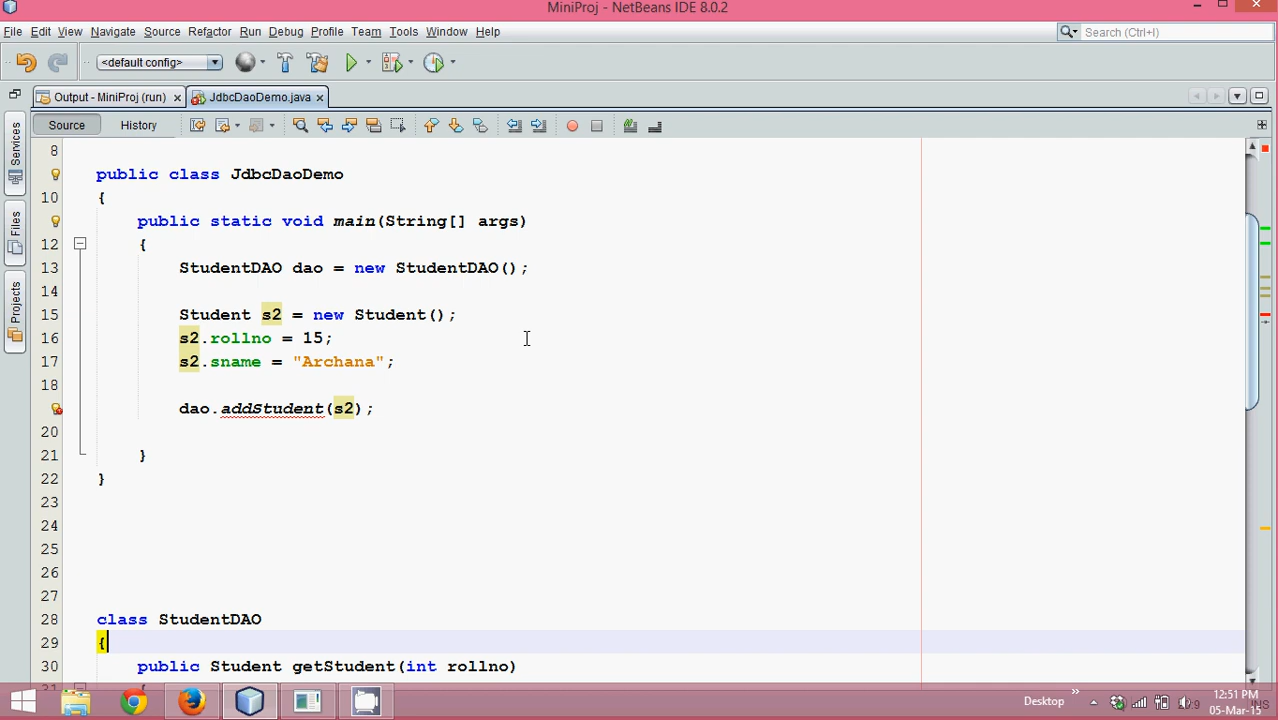 MiniProj - NetBeans IDE 8.0.2
File Edit View Navigate Source Refactor Run Debug Profile Team Tools Window Help
Search (Ctrl+I)
<default config>
Output - MiniProj (run) JdbcDaoDemo.java
Source History
Services
Files
Projects
8
public class JdbcDaoDemo
10 {
public static void main(String[] args)
12 {
13 StudentDAO dao = new StudentDAO();
14
15 Student s2 = new Student();
16 s2.rollno = 15;
17 s2.sname = "Archana";
18
dao.addStudent(s2);
20
21 }
22 }
23
24
25
26
27
28 class StudentDAO
29 {
30 public Student getStudent(int rollno)
31 {
Desktop
12:51 PM
05-Mar-15
INS